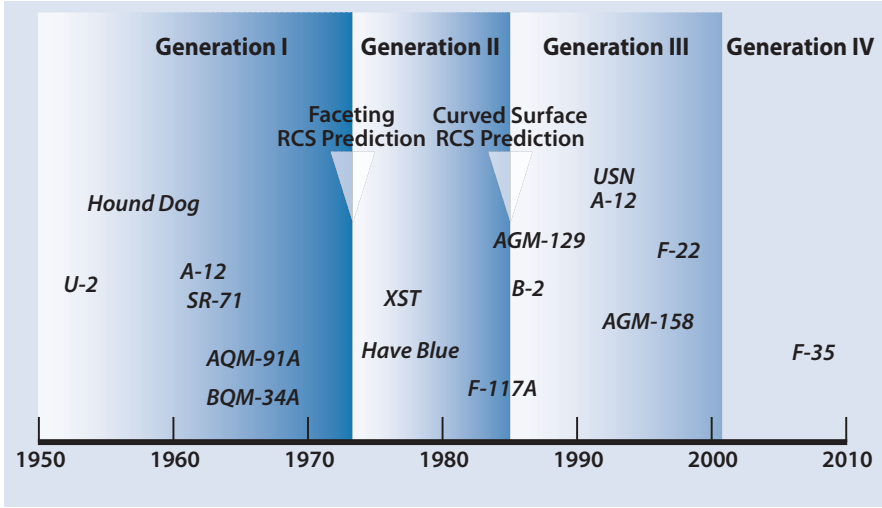 Generation I
Generation II
Generation III
Generation IV
Faceting
RCS Prediction
Curved Surface
RCS Prediction
USN
A-12
Hound Dog
AGM-129
F-22
A-12
U-2
SR-71
XST
B-2
AGM-158
Have Blue
F-35
AQM-91A
F-117A
BQM-34A
1950
1960
1970
1980
1990
2000
2010